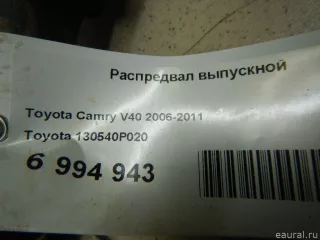 Распредвал выпускной
Toyota Camry V40 2006-2011
Toyota 130540P020
6 994 943
eaural.ru